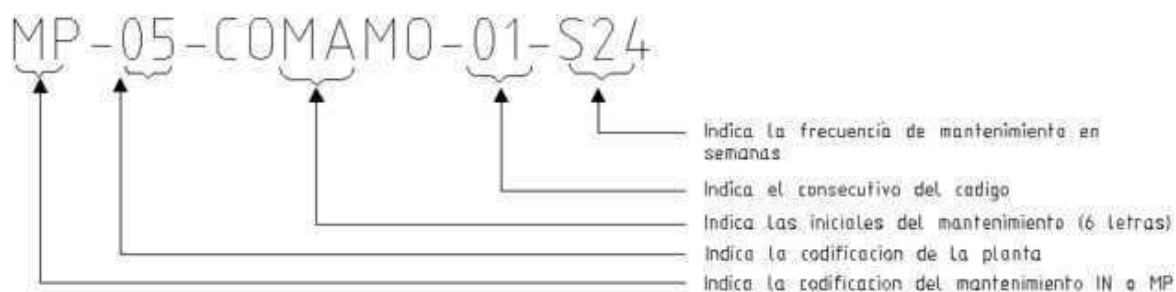 MP-05-COMAMO-01-S24
Indica la frecuencia de mantenimiento en
semanas
Indica el consecutivo del codigo
Indica las iniciales del mantenimiento (6 letras)
Indica la codificacion de la planta
Indica la codificacion del mantenimiento IN o MP